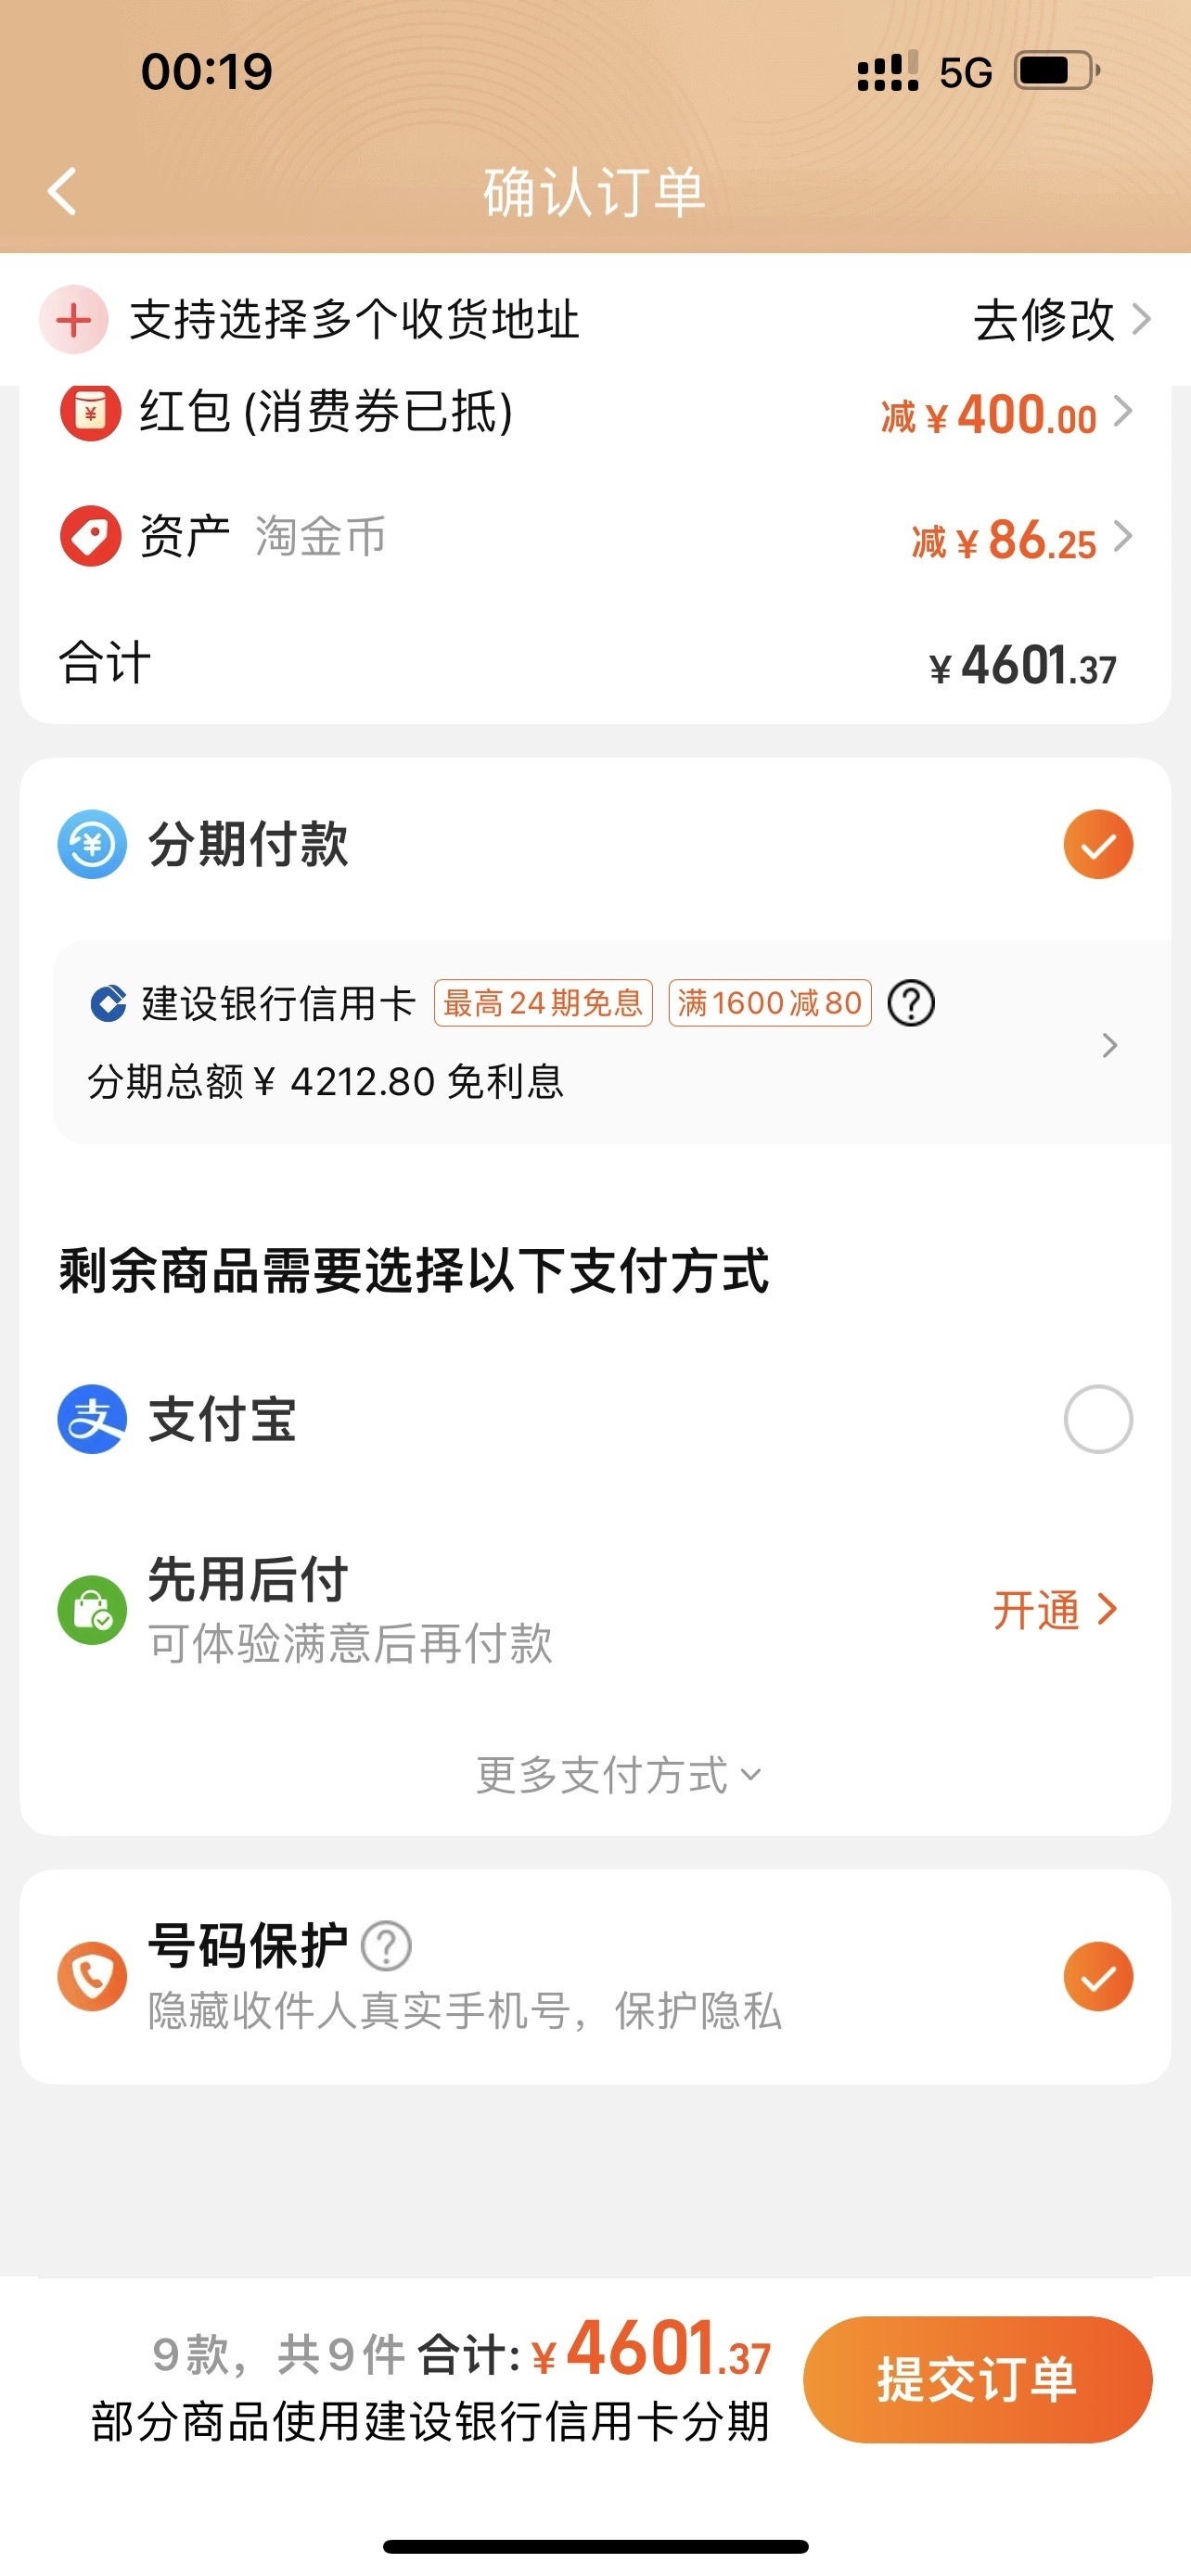 00:19
5G
确认订单
支持选择多个收货地址 去修改
红包 (消费券已抵) 减 ¥ 400.00
资产 淘金币 减 ¥ 86.25
合计 ¥ 4601.37
分期付款
建设银行信用卡 最高24期免息 满1600减80
分期总额 ¥ 4212.80 免利息
剩余商品需要选择以下支付方式
支付宝
先用后付
可体验满意后再付款
开通
更多支付方式
号码保护
隐藏收件人真实手机号，保护隐私
9款，共9件 合计: ¥ 4601.37
部分商品使用建设银行信用卡分期
提交订单